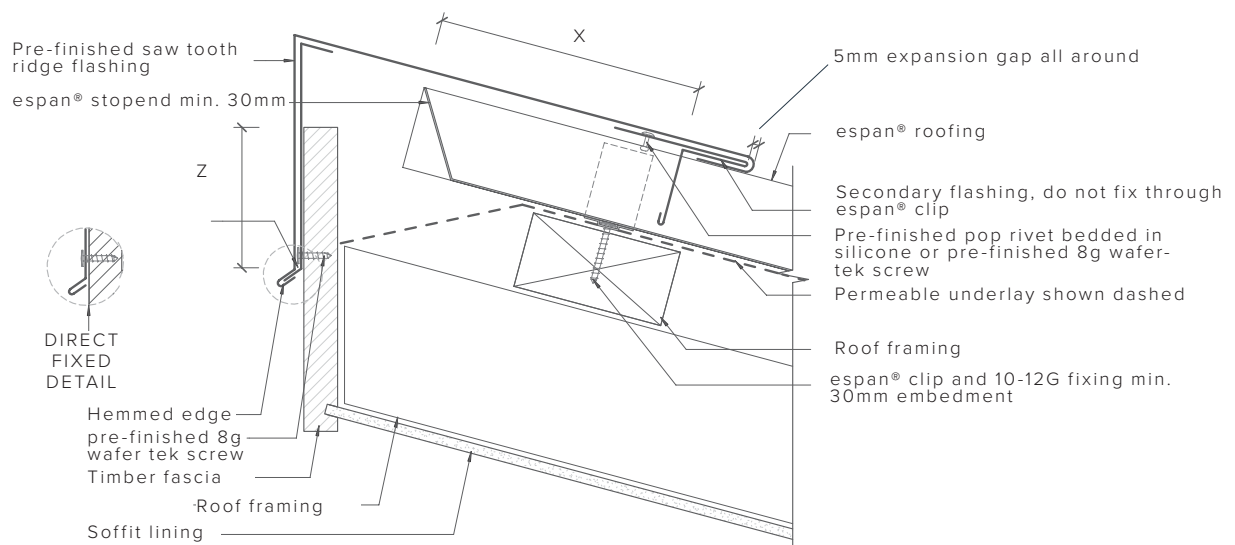 Pre-finished saw tooth
ridge flashing
espan® stopend min. 30mm
X
5mm expansion gap all around
espan® roofing
Z
Secondary flashing, do not fix through
espan® clip
Pre-finished pop rivet bedded in
silicone or pre-finished 8g wafer-
tek screw
Permeable underlay shown dashed
DIRECT
FIXED
DETAIL
Roof framing
espan® clip and 10-12G fixing min.
30mm embedment
Hemmed edge
pre-finished 8g
wafer tek screw
Timber fascia
Roof framing
Soffit lining